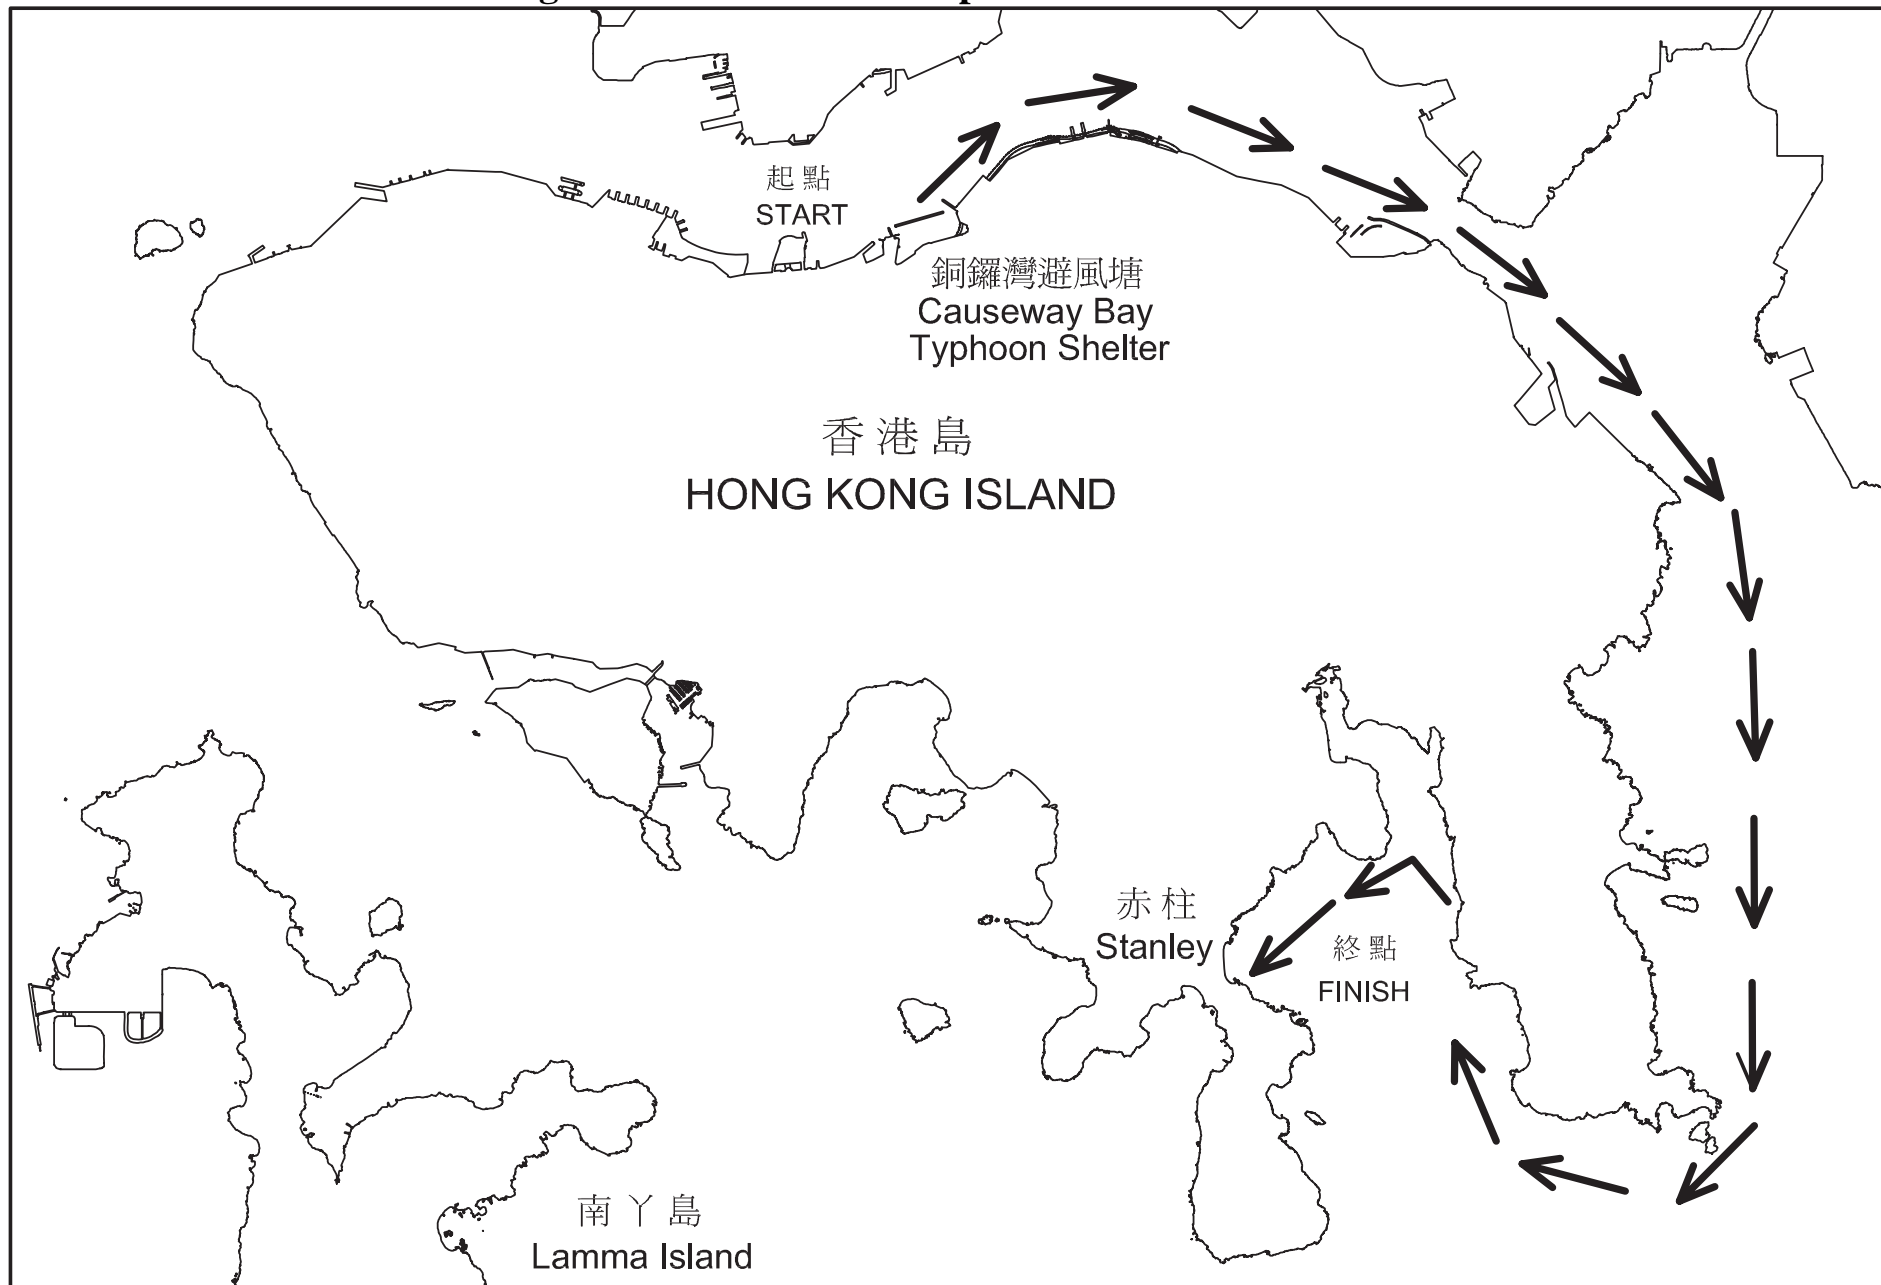 起點
START
銅鑼灣避風塘
Causeway Bay
Typhoon Shelter
香港島
HONG KONG ISLAND
赤柱
Stanley
終點
FINISH
南丫島
Lamma Island